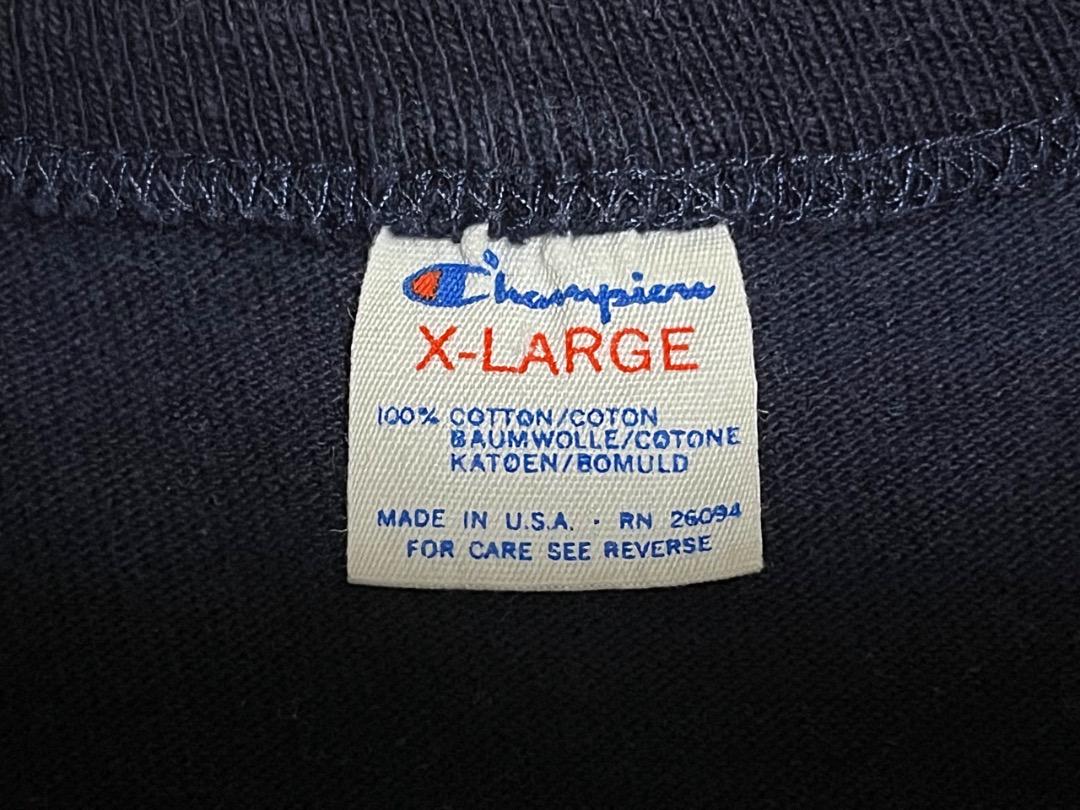 Champion
X-LARGE
100% COTTON/COTON
BAUMWOLLE/COTONE
KATOEN/BOMULD
MADE IN U.S.A. · RN 26094
FOR CARE SEE REVERSE